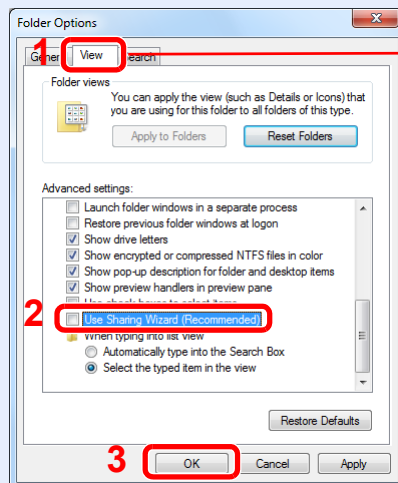 Folder Options
1
View
Search
Folder views
You can apply the view (such as Details or Icons) that
you are using for this folder to all folders of this type.
Apply to Folders
Reset Folders
Advanced settings:
Launch folder windows in a separate process
Restore previous folder windows at logon
Show drive letters
Show encrypted or compressed NTFS files in color
Show pop-up description for folder and desktop items
Show preview handlers in preview pane
2
Use Sharing Wizard (Recommended)
When typing into list view
Automatically type into the Search Box
Select the typed item in the view
Restore Defaults
3
OK
Cancel
Apply